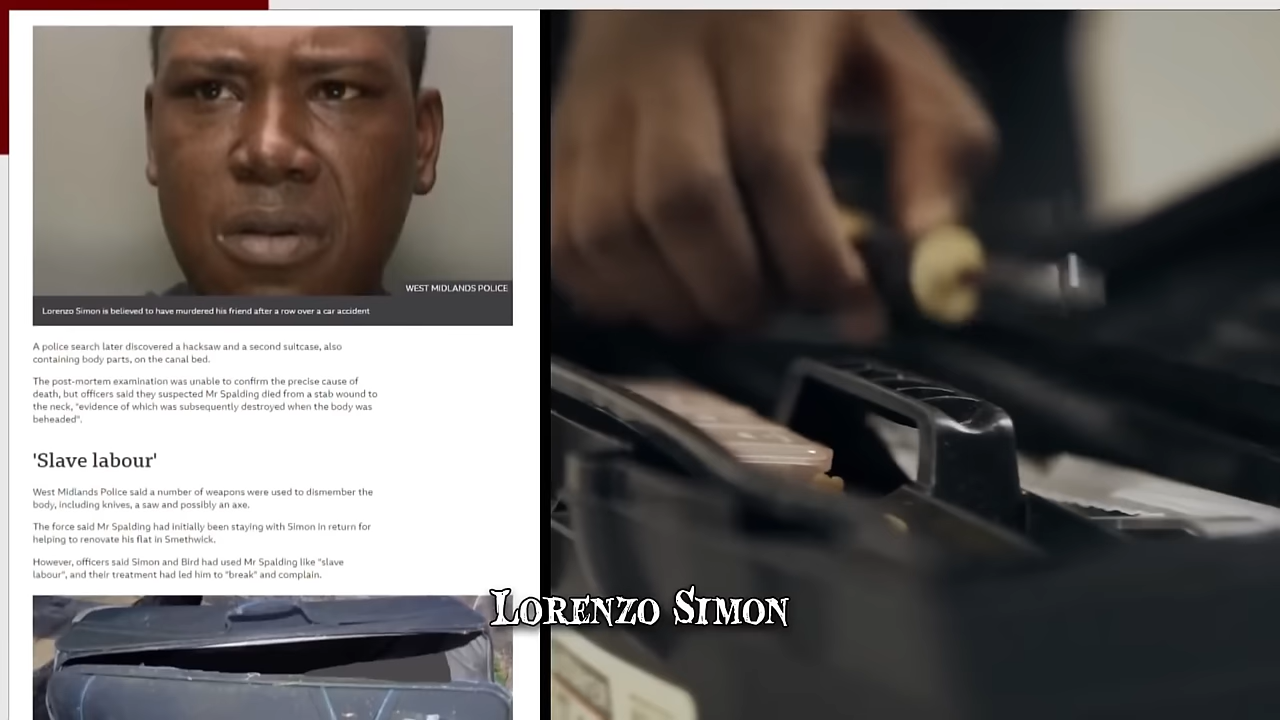 WEST MIDLANDS POLICE
Lorenzo Simon is believed to have murdered his friend after a row over a car accident
A police search later discovered a hacksaw and a second suitcase, also
containing body parts, on the canal bed.
The post-mortem examination was unable to confirm the precise cause of
death, but officers said they suspected Mr Spalding died from a stab wound to
the neck, "evidence of which was subsequently destroyed when the body was
beheaded".
'Slave labour'
West Midlands Police said a number of weapons were used to dismember the
body, including knives, a saw and possibly an axe.
The force said Mr Spalding had initially been staying with Simon in return for
helping to renovate his flat in Smethwick.
However, officers said Simon and Bird had used Mr Spalding like "slave
labour", and their treatment had led him to "break" and complain.
Lorenzo Simon